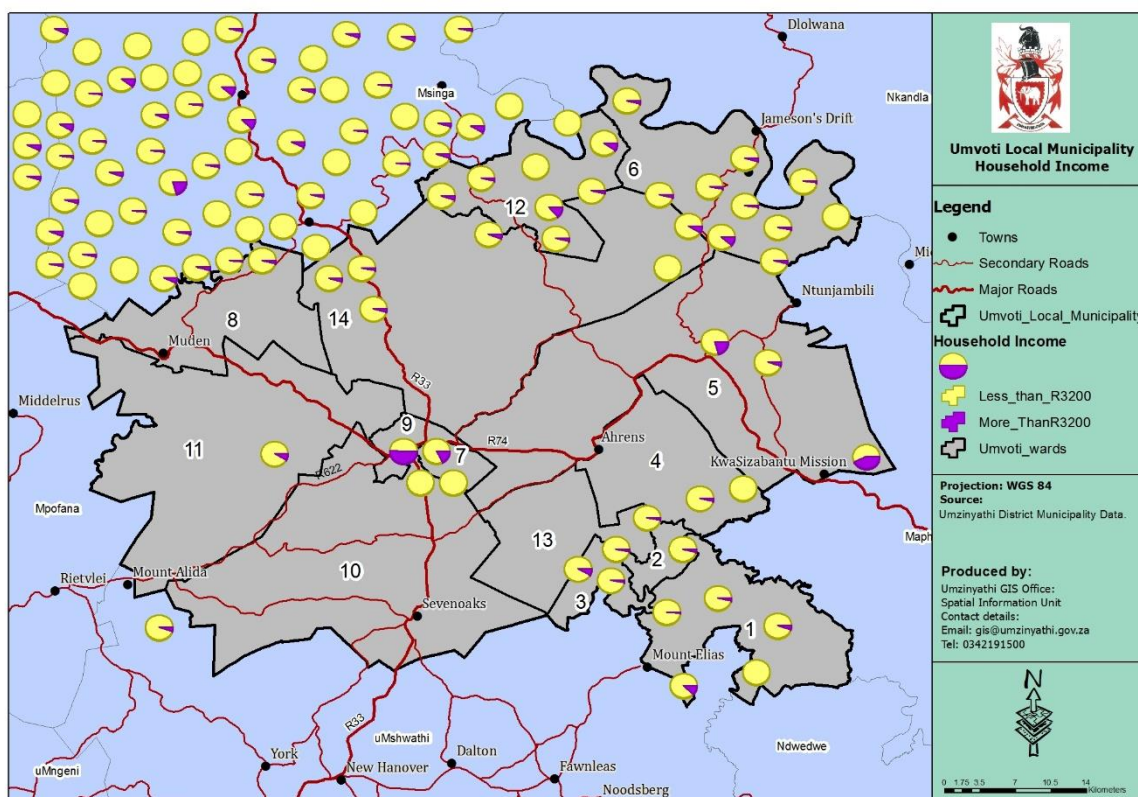 Dlolwana
Msinga
Nkandla
Jameson's Drift
6
12
Ntunjambili
8
14
Muden
R33
5
Middelrus
9
11
R74
7
Ahrens
4
R622
KwaSizabantu Mission
Mpofana
Maph
13
2
10
Rietvlei
Mount Alida
3
Sevenoaks
1
Mount Elias
R33
uMshwathi
Ndwedwe
York
Dalton
uMngeni
New Hanover
Fawnleas
Noodsberg
Umvoti Local Municipality
Household Income
Legend
Towns
Secondary Roads
Major Roads
Umvoti_Local_Municipality
Household Income
Less_than_R3200
More_ThanR3200
Umvoti_wards
Projection: WGS 84
Source:
Umzinyathi District Municipality Data.
Produced by:
Umzinyathi GIS Office:
Spatial Information Unit
Contact details:
Email: gis@umzinyathi.gov.za
Tel: 0342191500
N
0 1.75 3.5 7 10.5 14
Kilometers